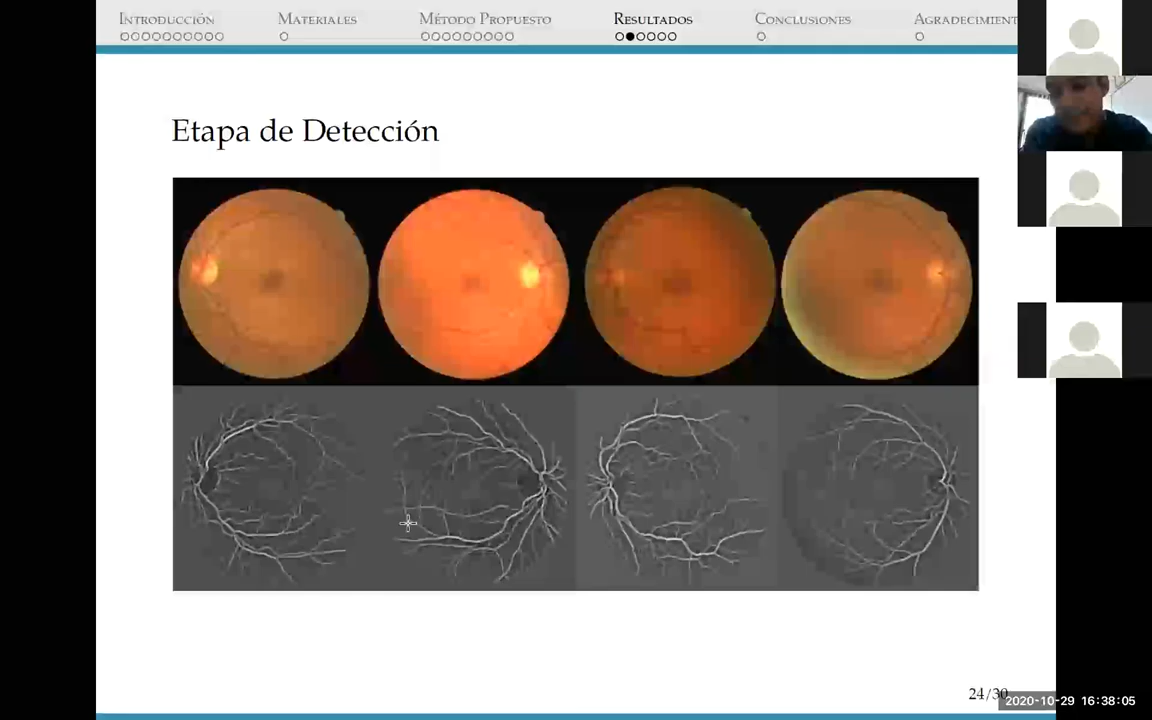 INTRODUCCIÓN MATERIALES MÉTODO PROPUESTO RESULTADOS CONCLUSIONES AGRADECIMIENT
Etapa de Detección
24/30
2020-10-29 16:38:05